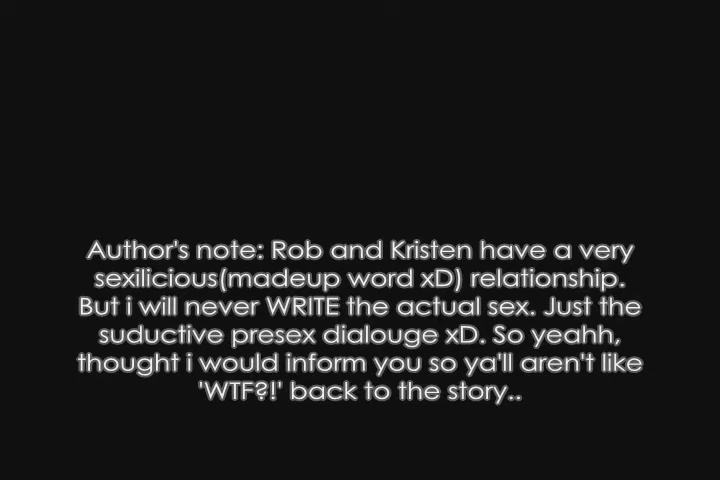 Author's note: Rob and Kristen have a very
sexilicious(madeup word xD) relationship.
But i will never WRITE the actual sex. Just the
suductive presex dialouge xD. So yeahh,
thought i would inform you so ya'll aren't like
'WTF?!' back to the story..